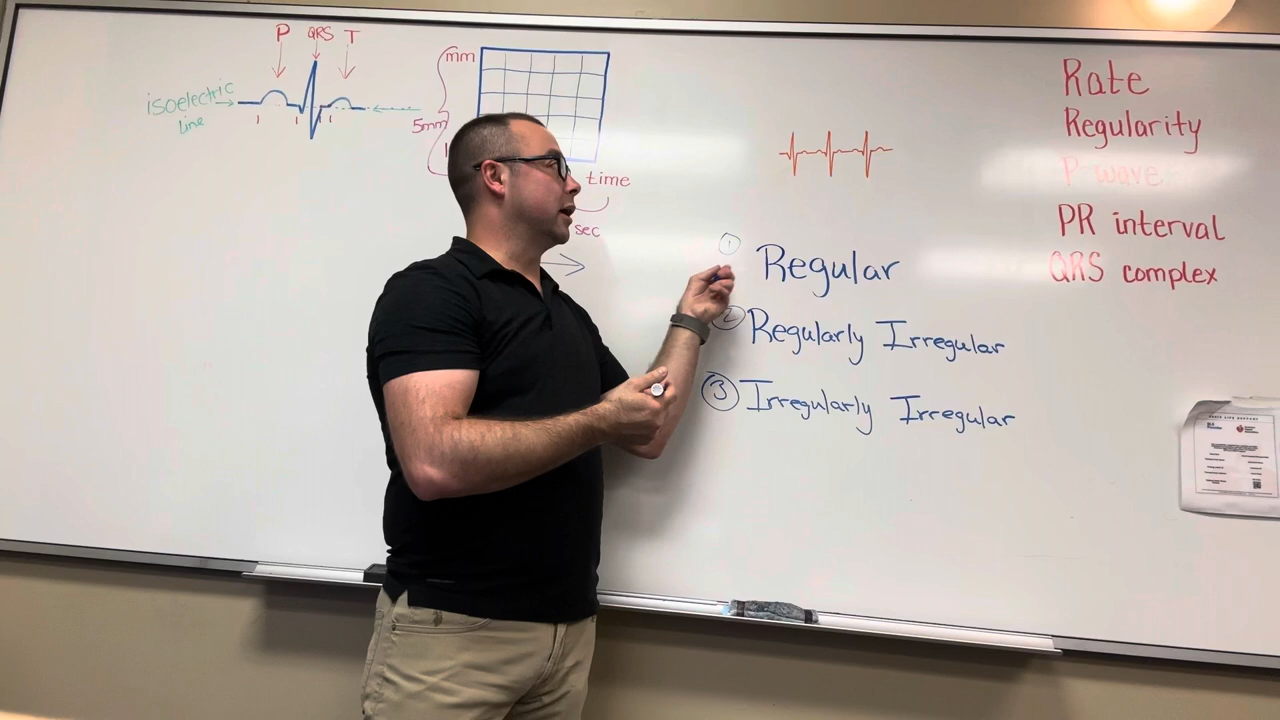 P QRS T
isoelectric
line
mm
5mm
time
sec
① Regular
② Regularly Irregular
③ Irregularly Irregular
Rate
Regularity
P wave
PR interval
QRS complex